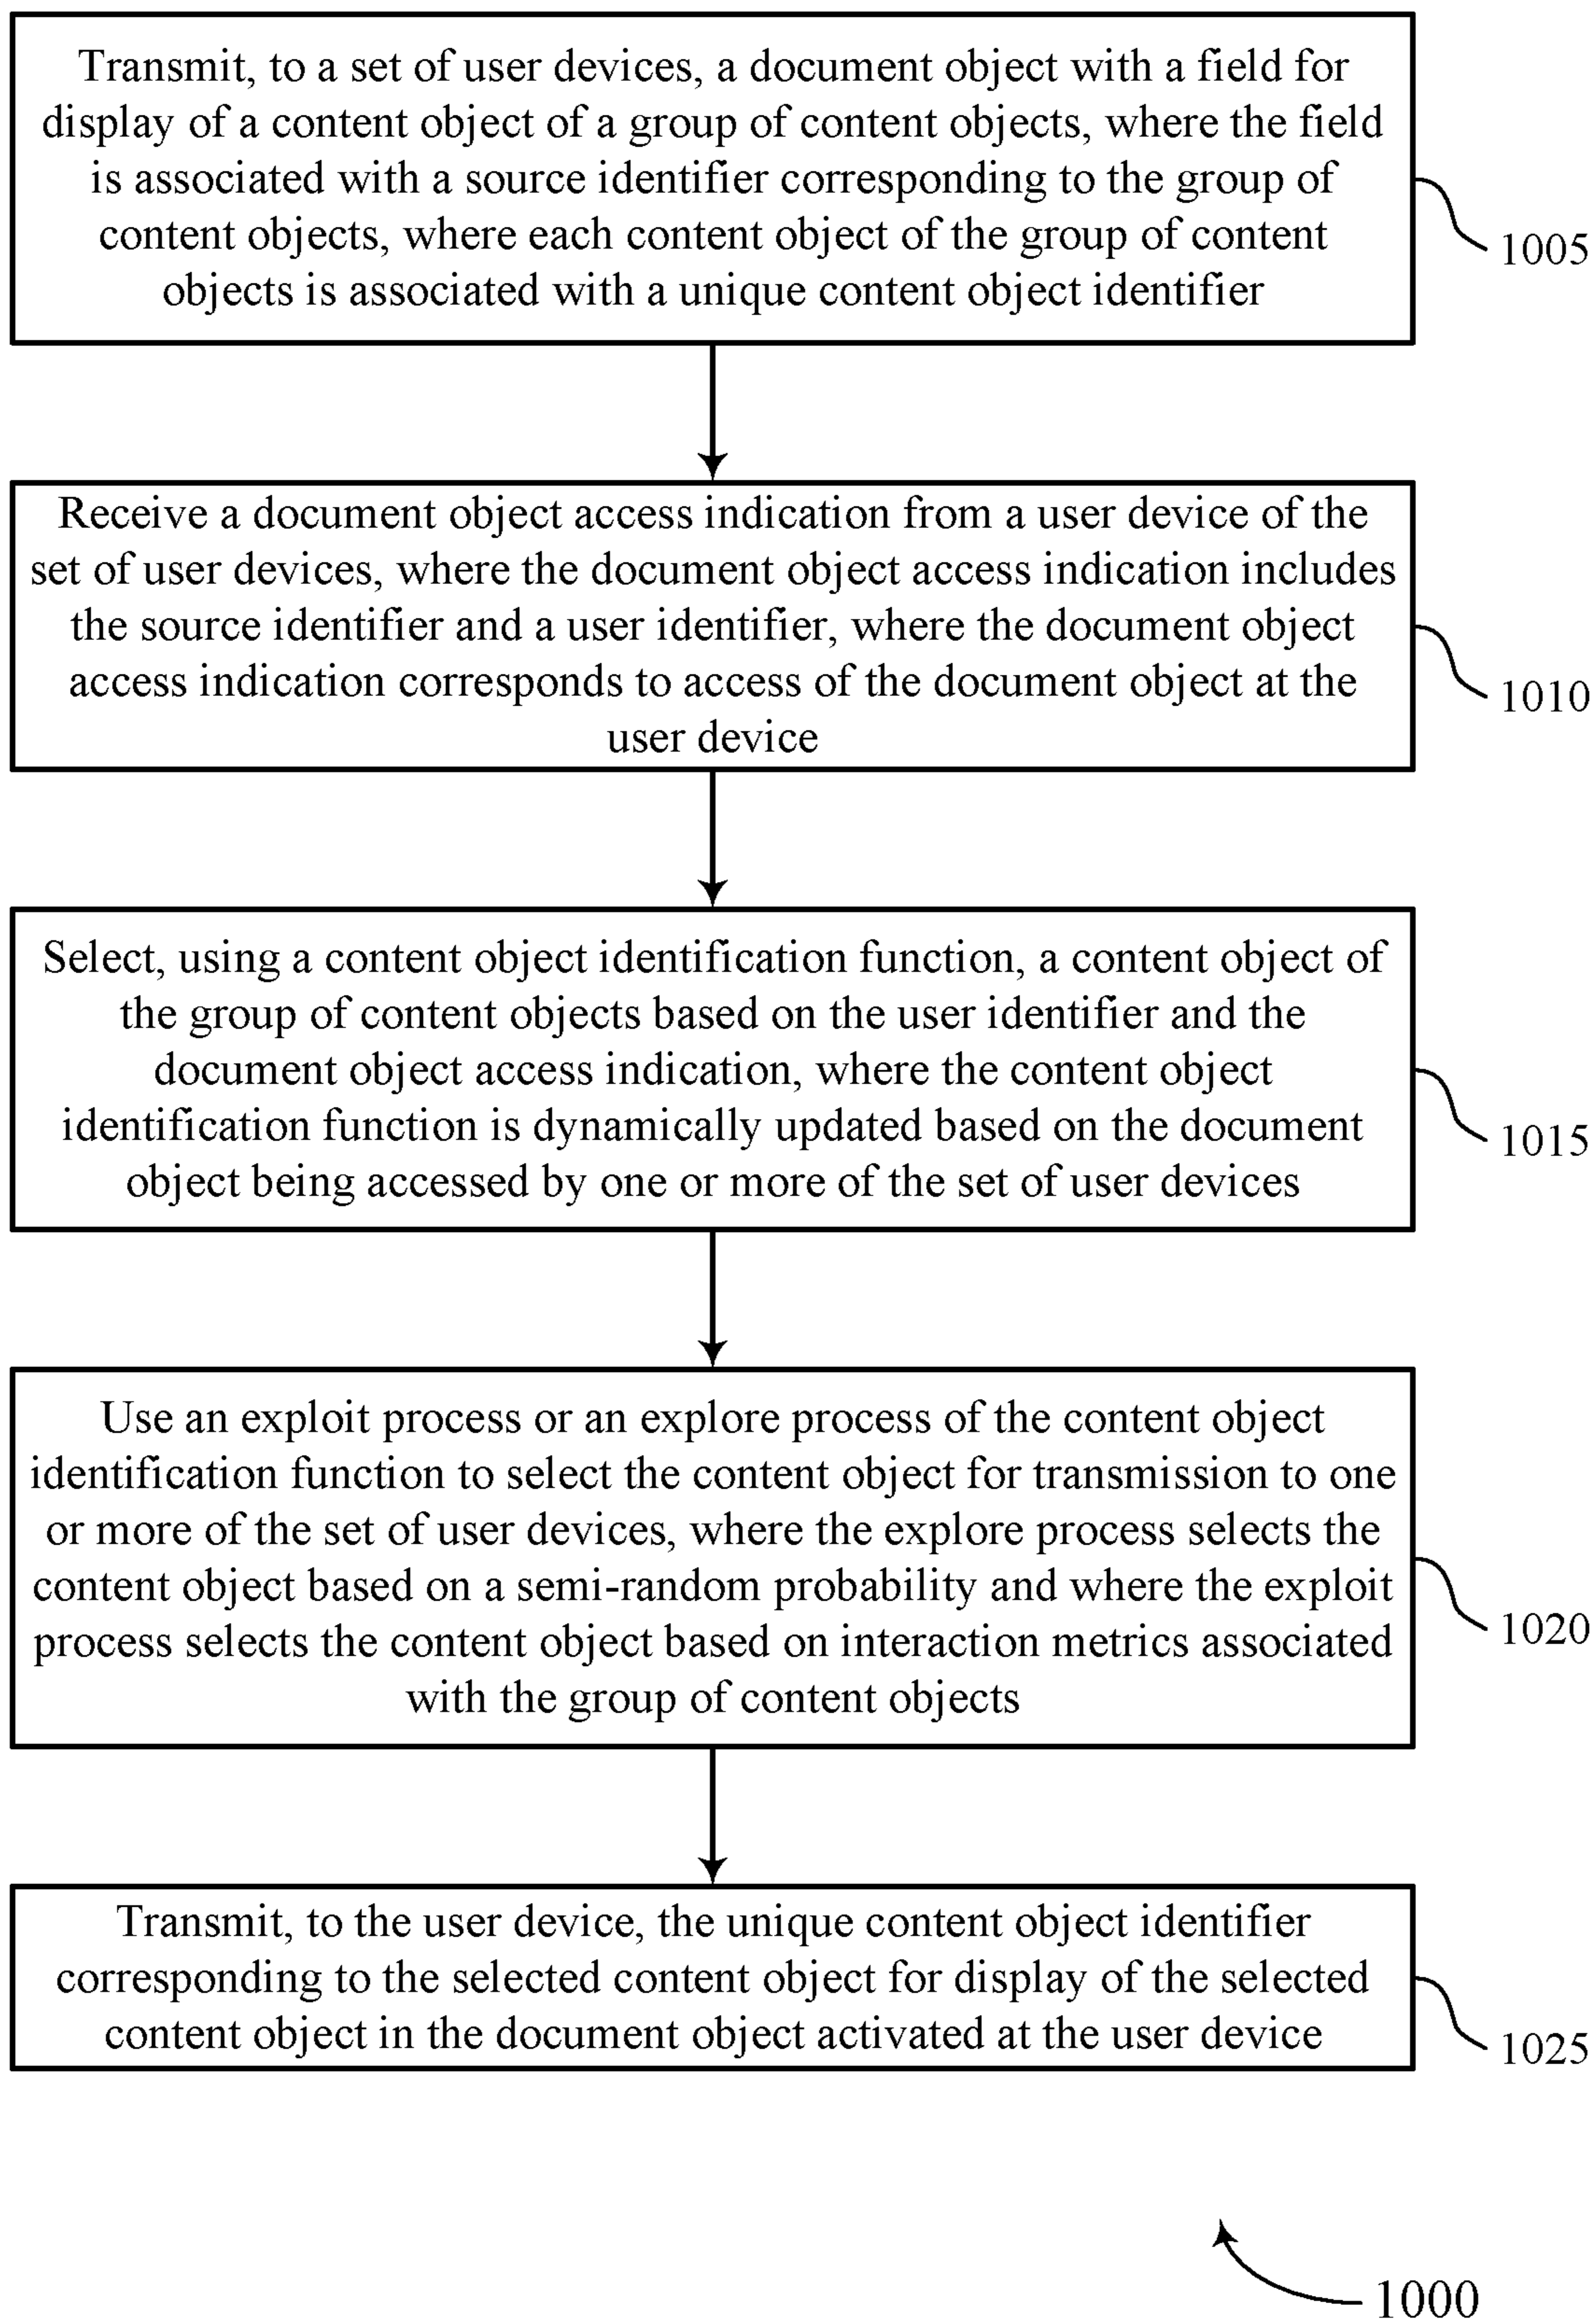 Transmit, to a set of user devices, a document object with a field for
display of a content object of a group of content objects, where the field
is associated with a source identifier corresponding to the group of
content objects, where each content object of the group of content
objects is associated with a unique content object identifier
1005
Receive a document object access indication from a user device of the
set of user devices, where the document object access indication includes
the source identifier and a user identifier, where the document object
access indication corresponds to access of the document object at the
user device
1010
Select, using a content object identification function, a content object of
the group of content objects based on the user identifier and the
document object access indication, where the content object
identification function is dynamically updated based on the document
object being accessed by one or more of the set of user devices
1015
Use an exploit process or an explore process of the content object
identification function to select the content object for transmission to one
or more of the set of user devices, where the explore process selects the
content object based on a semi-random probability and where the exploit
process selects the content object based on interaction metrics associated
with the group of content objects
1020
Transmit, to the user device, the unique content object identifier
corresponding to the selected content object for display of the selected
content object in the document object activated at the user device
1025
1000